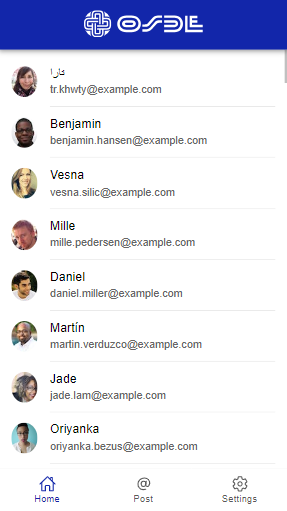 OSDE
تارا
tr.khwty@example.com
Benjamin
benjamin.hansen@example.com
Vesna
vesna.silic@example.com
Mille
mille.pedersen@example.com
Daniel
daniel.miller@example.com
Martín
martin.verduzco@example.com
Jade
jade.lam@example.com
Oriyanka
oriyanka.bezus@example.com
Home
Post
Settings